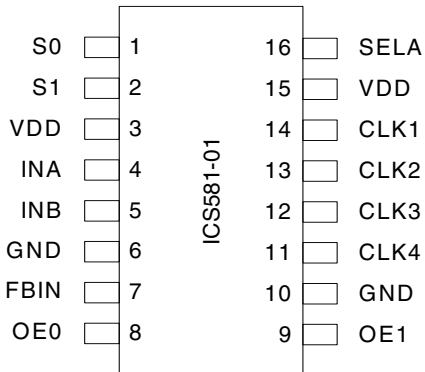 S0 1 16 SELA
S1 2 15 VDD
VDD 3 14 CLK1
INA 4 13 CLK2
INB 5 12 CLK3
GND 6 11 CLK4
FBIN 7 10 GND
OE0 8 9 OE1
ICS581-01